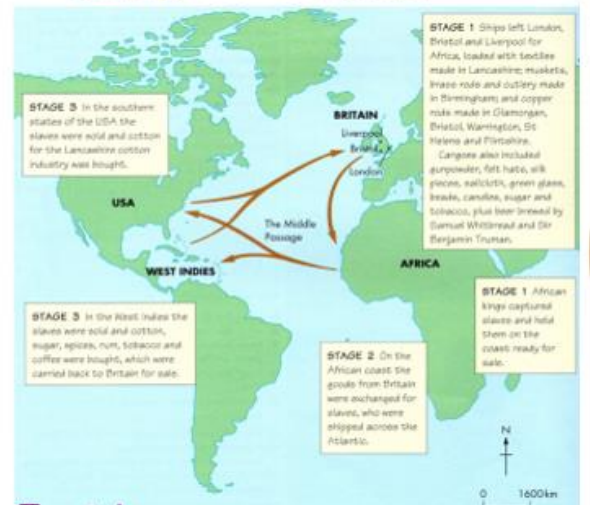 STAGE 1 Ships left London,
Bristol and Liverpool for
Africa, loaded with textiles
made in Lancashire; muskets,
brass rods and cutlery made
in Birmingham; and copper
rods made in Glamorgan,
Bristol, Warrington, St
Helens and Flintshire.
Cargoes also included
gunpowder, felt hats, silk
pieces, sailcloth, green glass,
beads, candles, sugar and
tobacco, plus beer brewed by
Samuel Whitbread and Sir
Benjamin Truman.
STAGE 3 In the southern
states of the USA the
slaves were sold and cotton
for the Lancashire cotton
industry was bought.
BRITAIN
Liverpool
Bristol
London
USA
The Middle
Passage
WEST INDIES
AFRICA
STAGE 1 African
kings captured
slaves and held
them on the
coast ready for
sale.
STAGE 3 In the West Indies the
slaves were sold and cotton,
sugar, spices, rum, tobacco and
coffee were bought, which were
carried back to Britain for sale.
STAGE 2 On the
African coast the
goods from Britain
were exchanged for
slaves, who were
shipped across the
Atlantic.
N
0 1600km